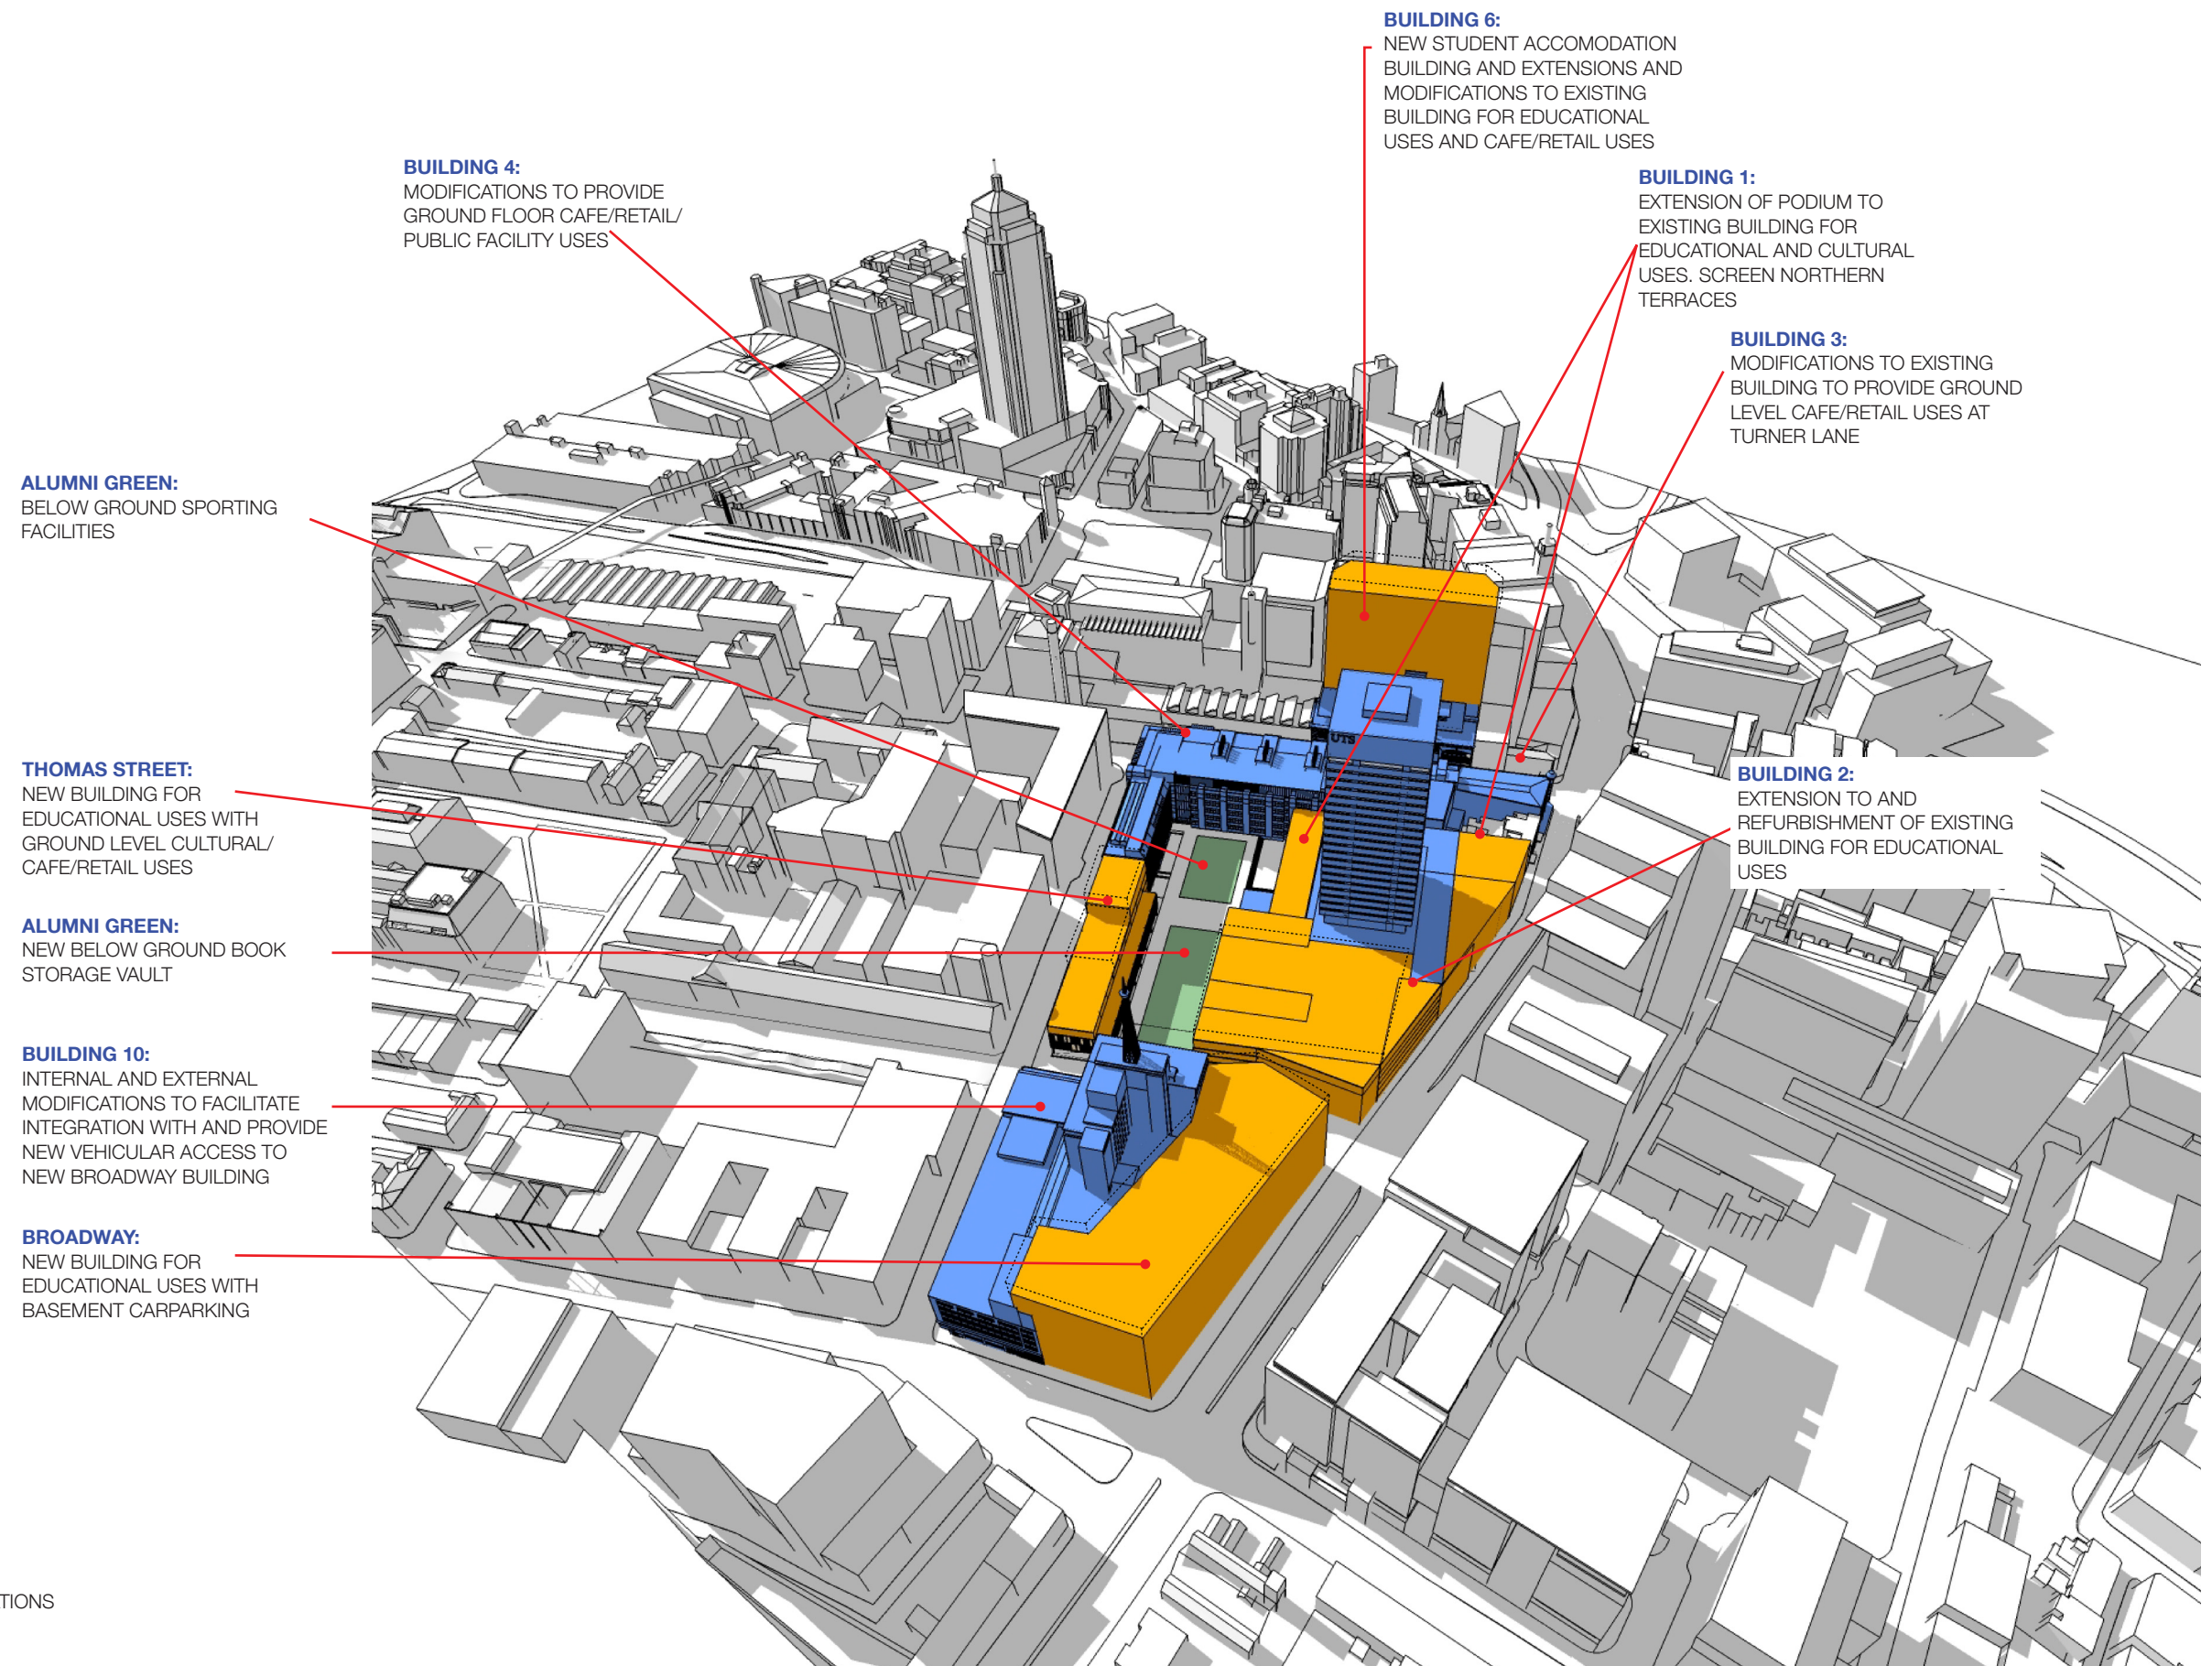 BUILDING 6:
NEW STUDENT ACCOMODATION
BUILDING AND EXTENSIONS AND
MODIFICATIONS TO EXISTING
BUILDING FOR EDUCATIONAL
USES AND CAFE/RETAIL USES
BUILDING 4:
MODIFICATIONS TO PROVIDE
GROUND FLOOR CAFE/RETAIL/
PUBLIC FACILITY USES
BUILDING 1:
EXTENSION OF PODIUM TO
EXISTING BUILDING FOR
EDUCATIONAL AND CULTURAL
USES. SCREEN NORTHERN
TERRACES
BUILDING 3:
MODIFICATIONS TO EXISTING
BUILDING TO PROVIDE GROUND
LEVEL CAFE/RETAIL USES AT
TURNER LANE
ALUMNI GREEN:
BELOW GROUND SPORTING
FACILITIES
UTS
THOMAS STREET:
NEW BUILDING FOR
EDUCATIONAL USES WITH
GROUND LEVEL CULTURAL/
CAFE/RETAIL USES
BUILDING 2:
EXTENSION TO AND
REFURBISHMENT OF EXISTING
BUILDING FOR EDUCATIONAL
USES
ALUMNI GREEN:
NEW BELOW GROUND BOOK
STORAGE VAULT
BUILDING 10:
INTERNAL AND EXTERNAL
MODIFICATIONS TO FACILITATE
INTEGRATION WITH AND PROVIDE
NEW VEHICULAR ACCESS TO
NEW BROADWAY BUILDING
BROADWAY:
NEW BUILDING FOR
EDUCATIONAL USES WITH
BASEMENT CARPARKING
TIONS